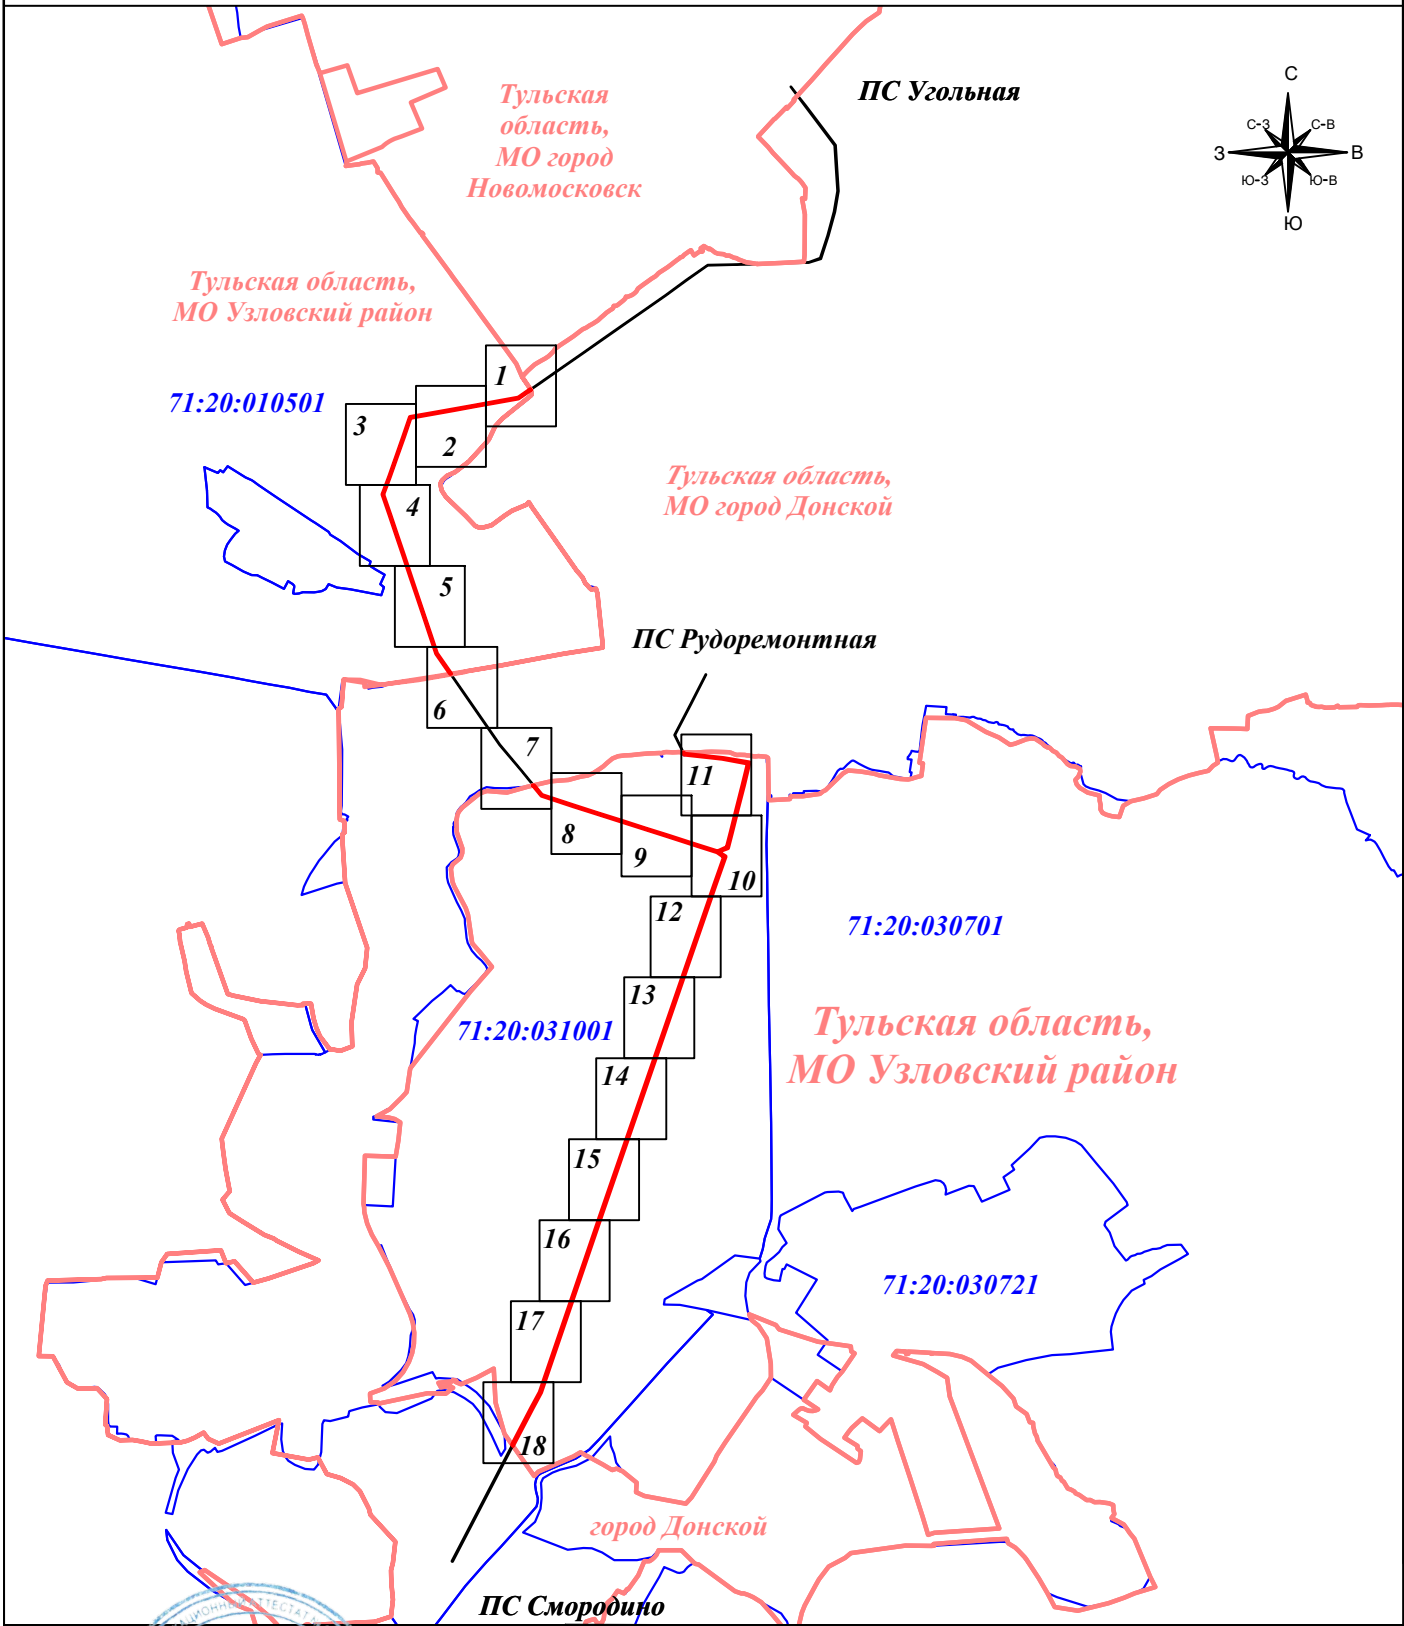 ПС Угольная
Тульская
область,
МО город
Новомосковск
С
С-З
С-В
З
В
Ю-З
Ю-В
Ю
Тульская область,
МО Узловский район
1
71:20:010501
3
2
Тульская область,
МО город Донской
4
5
ПС Рудоремонтная
6
7
11
8
9
10
12
71:20:030701
13
71:20:031001
Тульская область,
МО Узловский район
14
15
16
71:20:030721
17
18
город Донской
ПС Смородино
АТТЕСТАТ